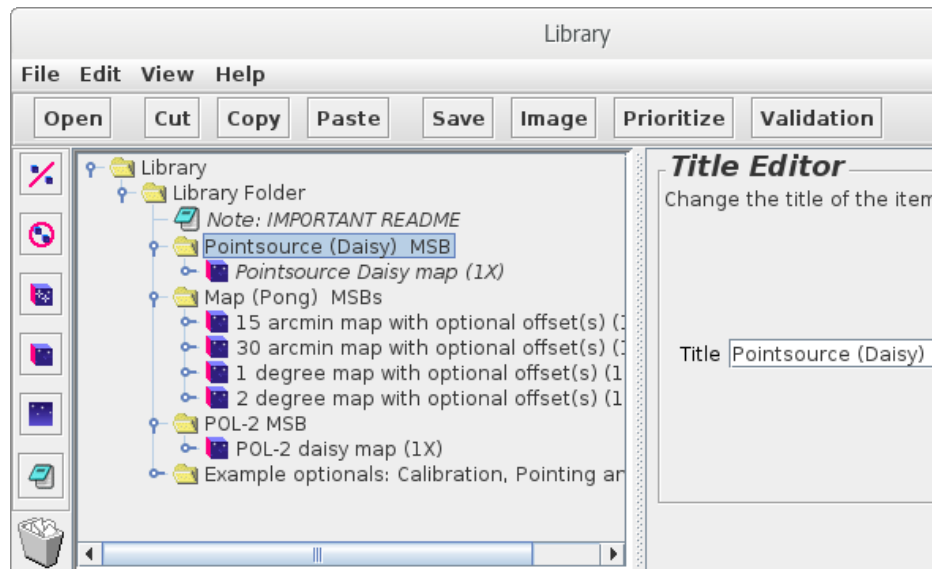 Library
File Edit View Help
Open Cut Copy Paste Save Image Prioritize Validation
Library
Library Folder
Note: IMPORTANT README
Pointsource (Daisy) MSB
Pointsource Daisy map (1X)
Map (Pong) MSBs
15 arcmin map with optional offset(s) (1
30 arcmin map with optional offset(s) (1
1 degree map with optional offset(s) (1
2 degree map with optional offset(s) (1
POL-2 MSB
POL-2 daisy map (1X)
Example optionals: Calibration, Pointing an
Title Editor
Change the title of the item
Title Pointsource (Daisy)